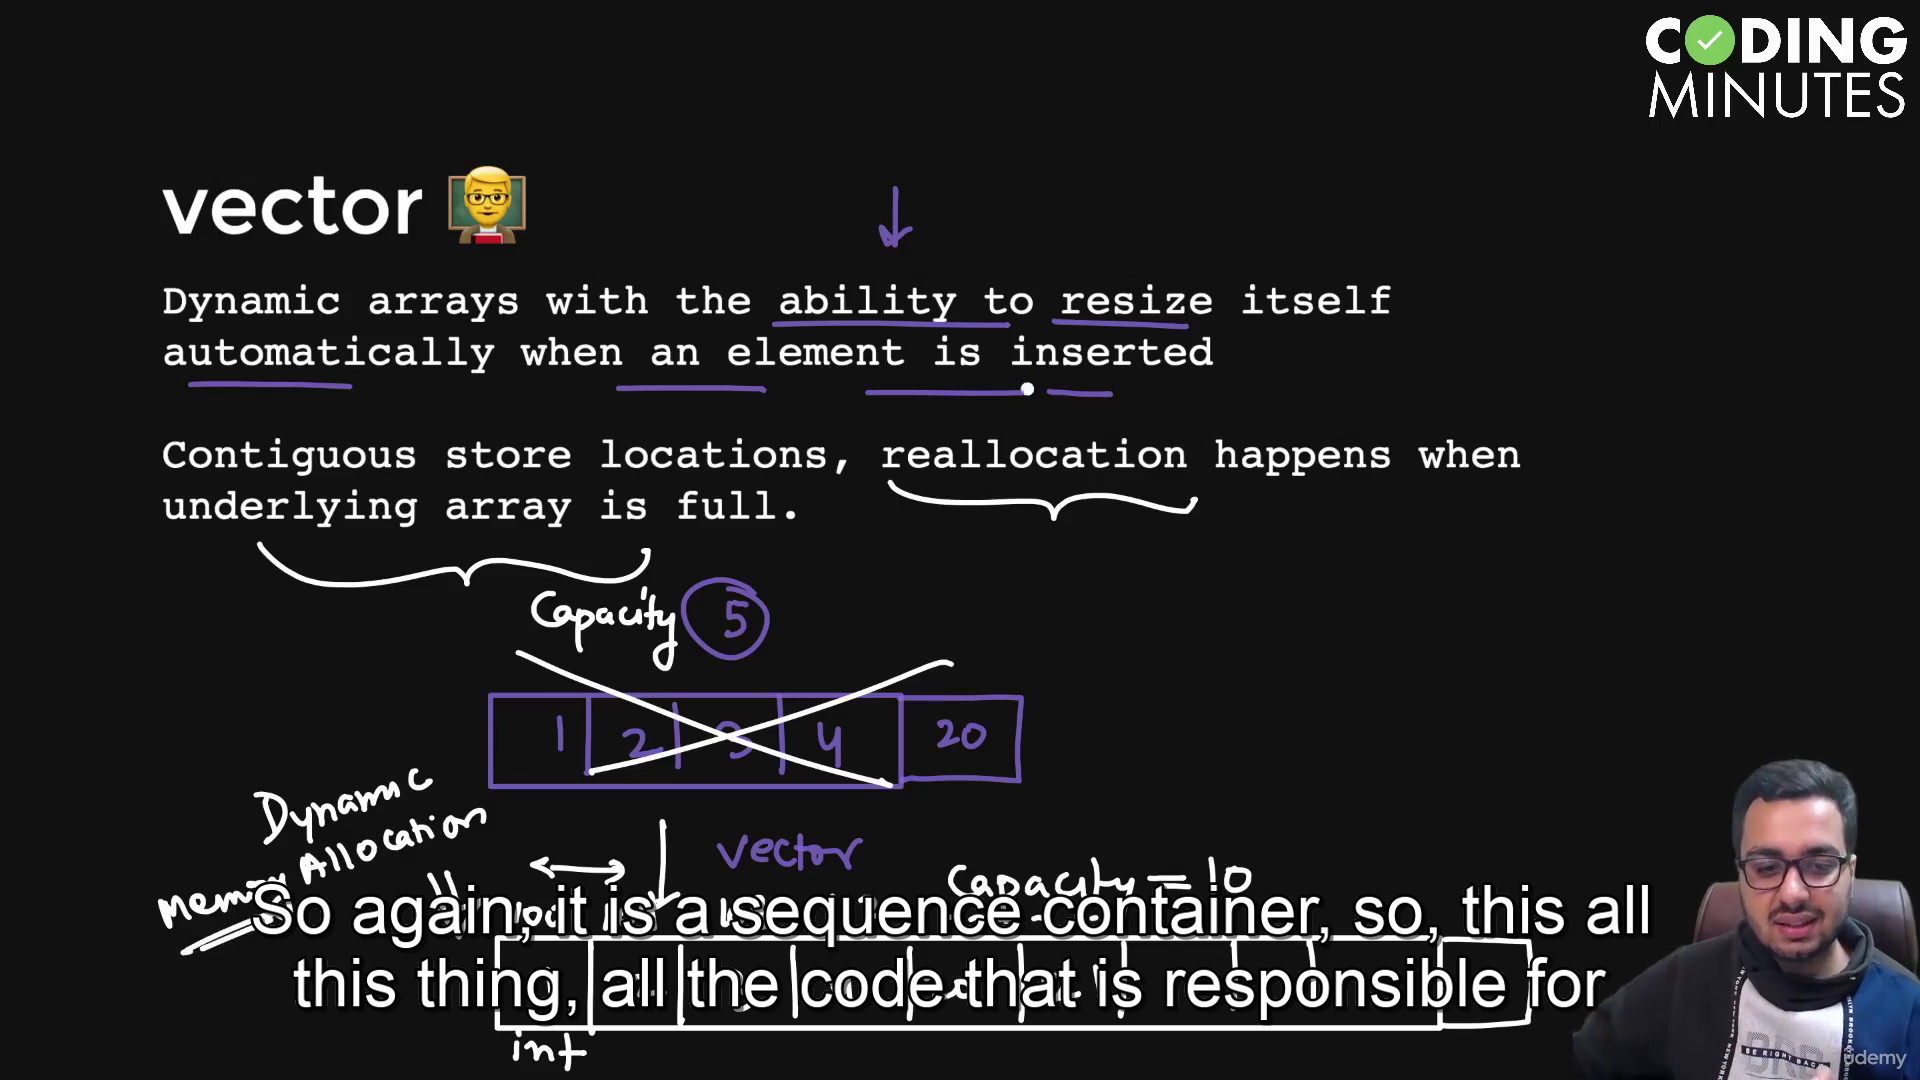 CODING
MINUTES
vector
Dynamic arrays with the ability to resize itself
automatically when an element is inserted
Contiguous store locations, reallocation happens when
underlying array is full.
Capacity 5
1 2 3 4 20
Dynamic
Memory Allocation
vector
Capacity = 10
So again, it is a sequence container, so, this all
this thing, all the code that is responsible for
int
BE RIGHT BACK
udemy